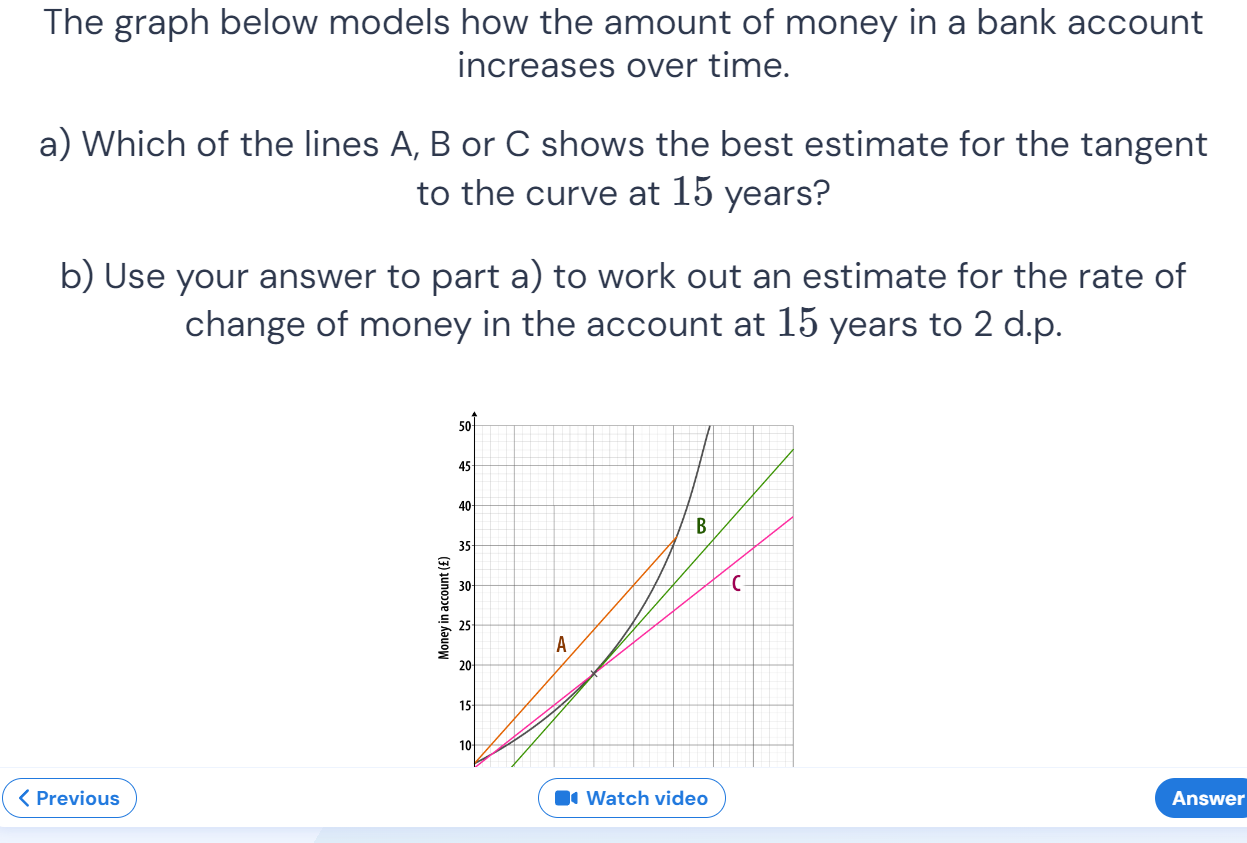 The graph below models how the amount of money in a bank account
increases over time.
a) Which of the lines A, B or C shows the best estimate for the tangent
to the curve at 15 years?
b) Use your answer to part a) to work out an estimate for the rate of
change of money in the account at 15 years to 2 d.p.
50
45
40
B
35
Money in account (£)
30
C
25
A
20
15
10
Previous
Watch video
Answer